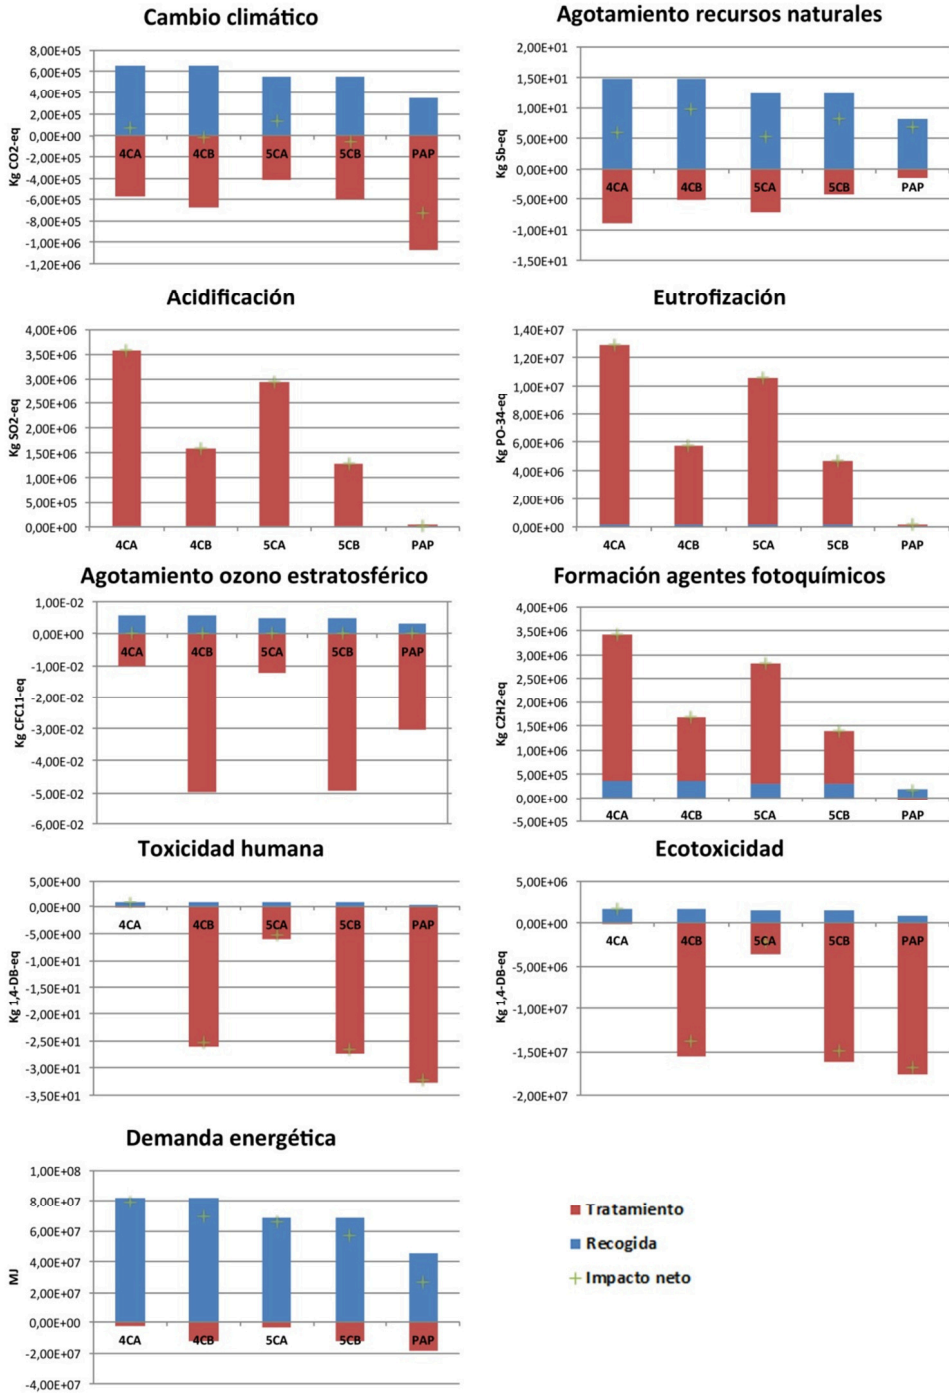 Cambio climático
8,00E+05
6,00E+05
4,00E+05
2,00E+05
0,00E+00
-2,00E+05
-4,00E+05
-6,00E+05
-8,00E+05
-1,00E+06
-1,20E+06
Kg CO2-eq
4CA 4CB 5CA 5CB PAP
Agotamiento recursos naturales
2,00E+01
1,50E+01
1,00E+01
5,00E+00
0,00E+00
-5,00E+00
-1,00E+01
-1,50E+01
Kg Sb-eq
4CA 4CB 5CA 5CB PAP
Acidificación
4,00E+06
3,50E+06
3,00E+06
2,50E+06
2,00E+06
1,50E+06
1,00E+06
5,00E+05
0,00E+00
Kg SO2-eq
4CA 4CB 5CA 5CB PAP
Eutrofización
1,40E+07
1,20E+07
1,00E+07
8,00E+06
6,00E+06
4,00E+06
2,00E+06
0,00E+00
Kg PO-34-eq
4CA 4CB 5CA 5CB PAP
Agotamiento ozono estratosférico
1,00E-02
0,00E+00
-1,00E-02
-2,00E-02
-3,00E-02
-4,00E-02
-5,00E-02
-6,00E-02
Kg CFC11-eq
4CA 4CB 5CA 5CB PAP
Formación agentes fotoquímicos
4,00E+06
3,50E+06
3,00E+06
2,50E+06
2,00E+06
1,50E+06
1,00E+06
5,00E+05
0,00E+00
-5,00E+05
Kg C2H2-eq
4CA 4CB 5CA 5CB PAP
Toxicidad humana
5,00E+00
0,00E+00
-5,00E+00
-1,00E+01
-1,50E+01
-2,00E+01
-2,50E+01
-3,00E+01
-3,50E+01
Kg 1,4-DB-eq
4CA 4CB 5CA 5CB PAP
Ecotoxicidad
5,00E+06
0,00E+00
-5,00E+06
-1,00E+07
-1,50E+07
-2,00E+07
Kg 1,4-DB-eq
4CA 4CB 5CA 5CB PAP
Demanda energética
1,00E+08
8,00E+07
6,00E+07
4,00E+07
2,00E+07
0,00E+00
-2,00E+07
-4,00E+07
MJ
4CA 4CB 5CA 5CB PAP
Tratamiento
Recogida
Impacto neto